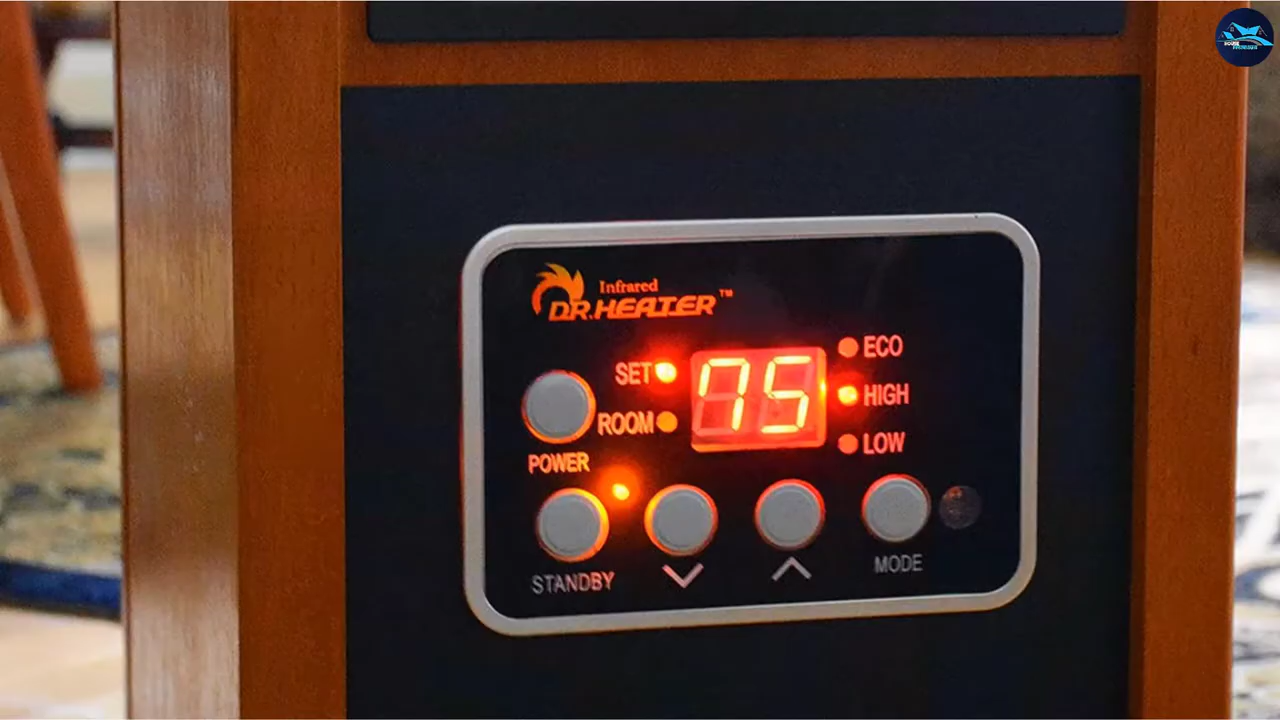 Infrared
DR.HEATER™
SET
75
ECO
HIGH
ROOM
LOW
POWER
STANDBY
MODE